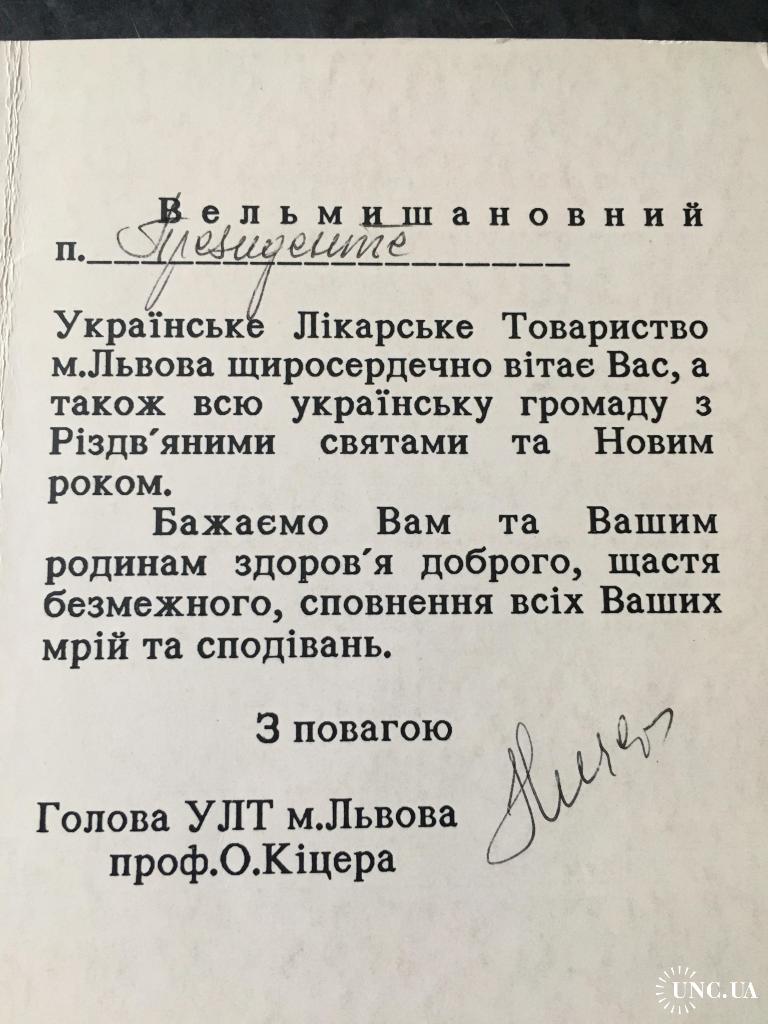 Вельмишановний
п. Президенте
Українське Лікарське Товариство
м.Львова щиросердечно вітає Вас, а
також всю українську громаду з
Різдв'яними святами та Новим
роком.
Бажаємо Вам та Вашим
родинам здоров'я доброго, щастя
безмежного, сповнення всіх Ваших
мрій та сподівань.
З повагою
Голова УЛТ м.Львова
проф.О.Кіцера
UNC.UA